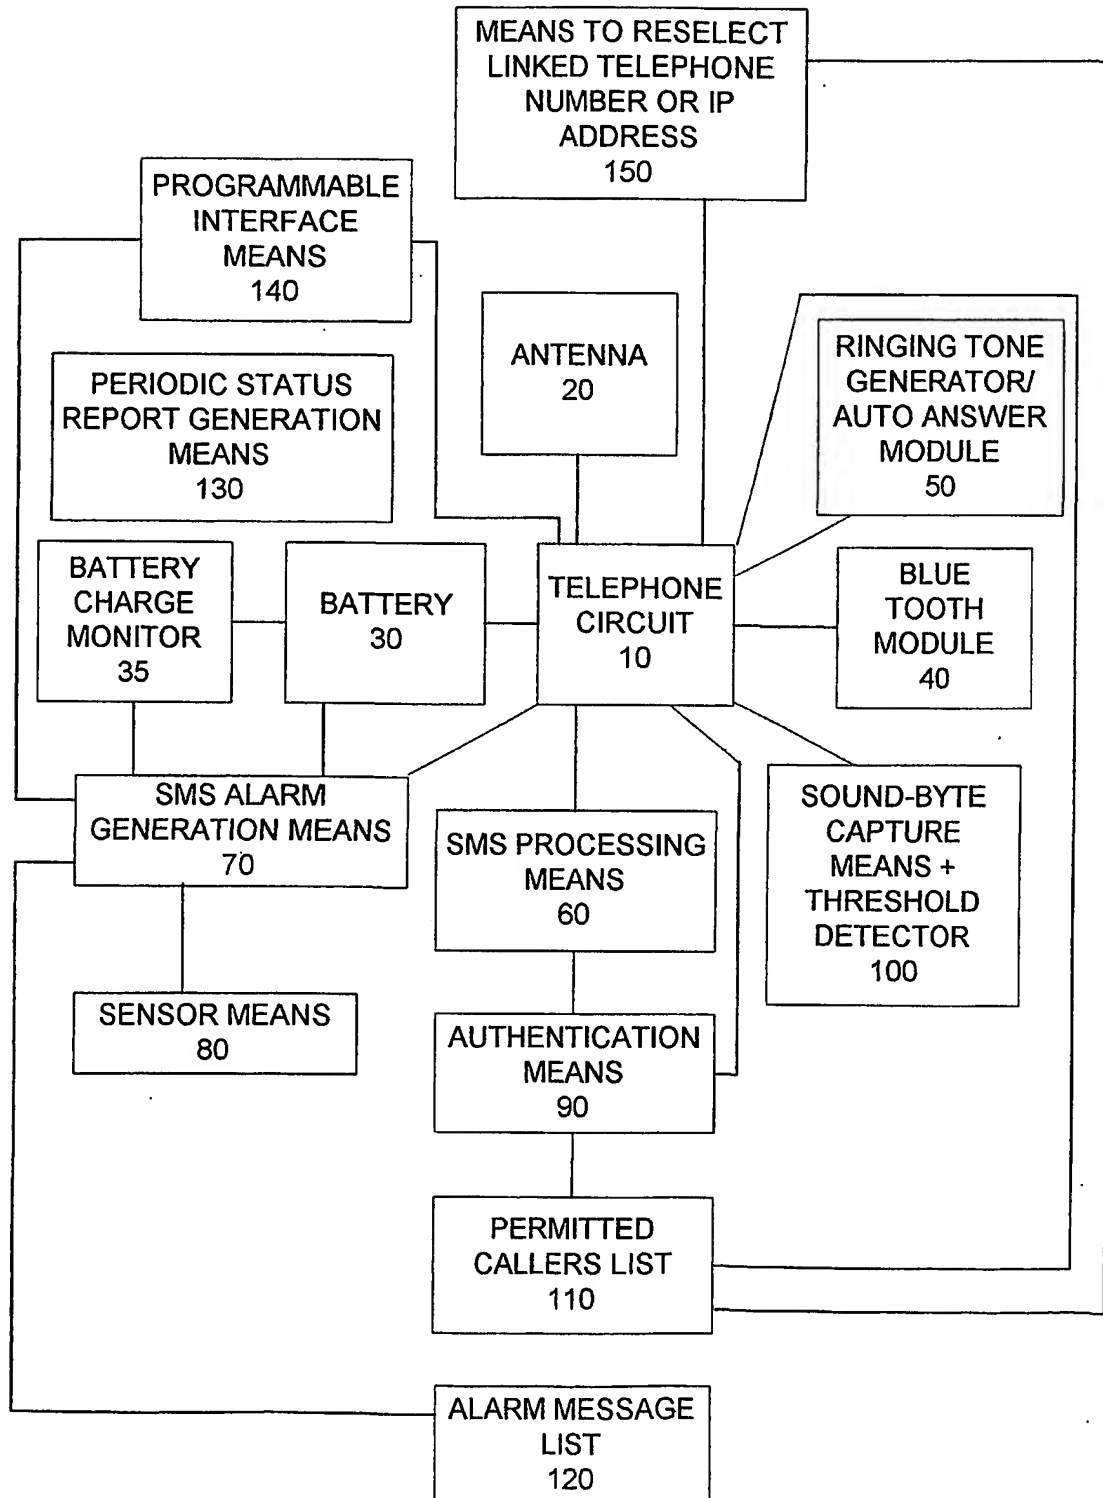 MEANS TO RESELECT
LINKED TELEPHONE
NUMBER OR IP
ADDRESS
150
PROGRAMMABLE
INTERFACE
MEANS
140
ANTENNA
20
RINGING TONE
GENERATOR/
AUTO ANSWER
MODULE
50
PERIODIC STATUS
REPORT GENERATION
MEANS
130
BATTERY
CHARGE
MONITOR
35
BATTERY
30
TELEPHONE
CIRCUIT
10
BLUE
TOOTH
MODULE
40
SMS ALARM
GENERATION MEANS
70
SMS PROCESSING
MEANS
60
SOUND-BYTE
CAPTURE
MEANS +
THRESHOLD
DETECTOR
100
SENSOR MEANS
80
AUTHENTICATION
MEANS
90
PERMITTED
CALLERS LIST
110
ALARM MESSAGE
LIST
120